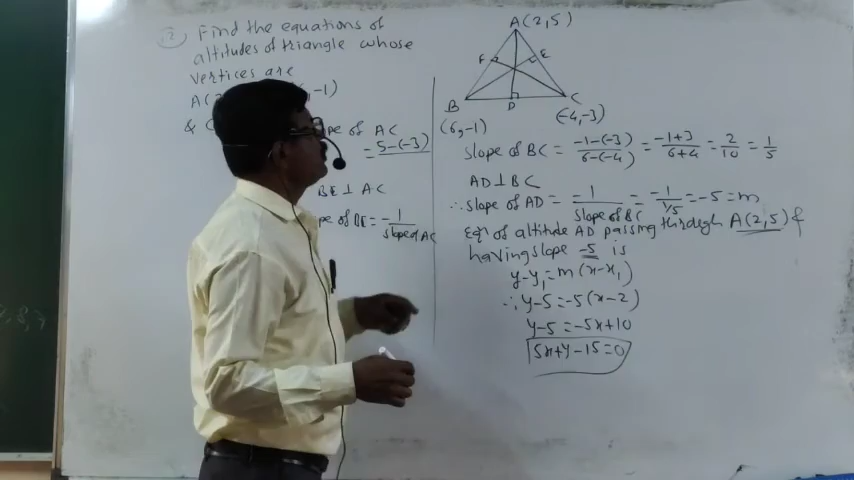 ② Find the equations of
altitudes of triangle whose
vertices are
A(2 -1)
& C
pe of AC
= 5-(-3)
BE ⊥ AC
pe of BE = -1/slope of AC
A(2,5)
F E
B D C
(6,-1) (-4,-3)
slope of BC = -1-(-3)/6-(-4) = -1+3/6+4 = 2/10 = 1/5
AD ⊥ BC
∴ slope of AD = -1/slope of BC = -1/1/5 = -5 = m
Eqn of altitude AD passing through A(2,5) &
having slope -5 is
y-y₁ = m(x-x₁)
∴ y-5 = -5(x-2)
y-5 = -5x+10
5x+y-15=0